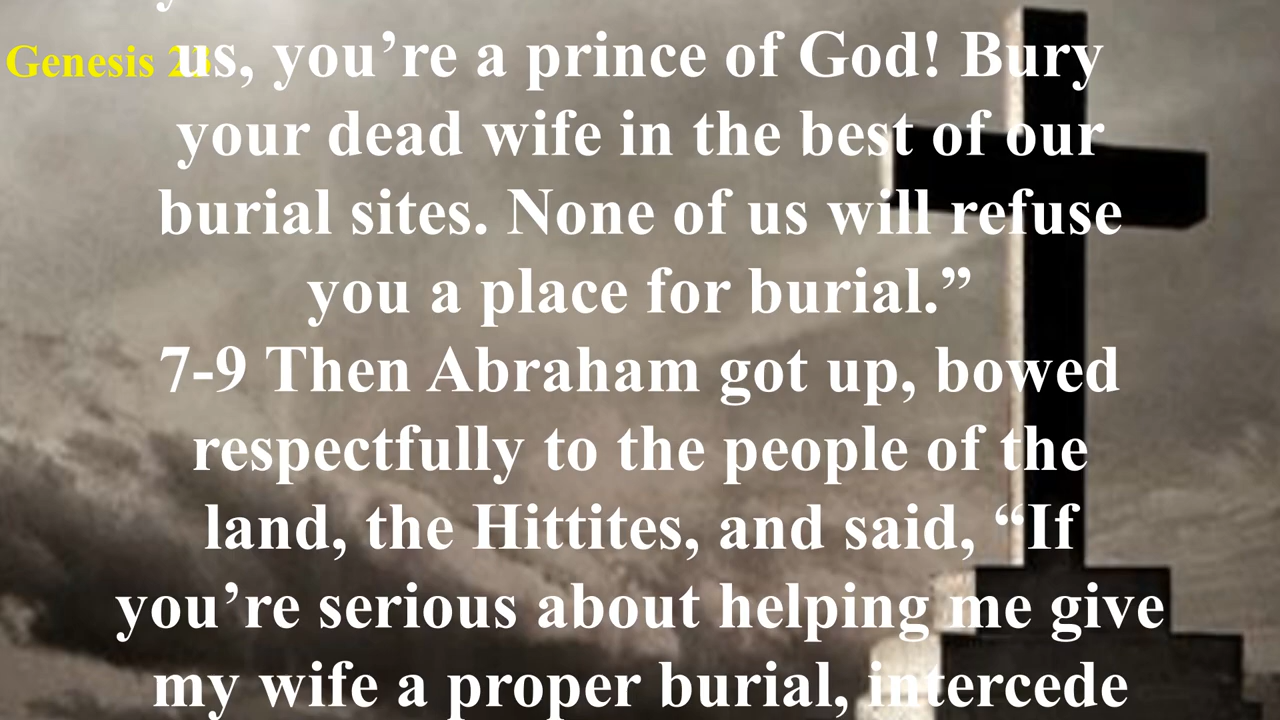 Genesis 23
us, you’re a prince of God! Bury
your dead wife in the best of our
burial sites. None of us will refuse
you a place for burial.”
7-9 Then Abraham got up, bowed
respectfully to the people of the
land, the Hittites, and said, “If
you’re serious about helping me give
my wife a proper burial, intercede